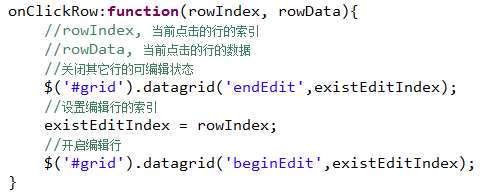 onClickRow:function(rowIndex, rowData){
//rowIndex, 当前点击的行的索引
//rowData, 当前点击的行的数据
//关闭其它行的可编辑状态
$('#grid').datagrid('endEdit',existEditIndex);
//设置编辑行的索引
existEditIndex = rowIndex;
//开启编辑行
$('#grid').datagrid('beginEdit',existEditIndex);
}